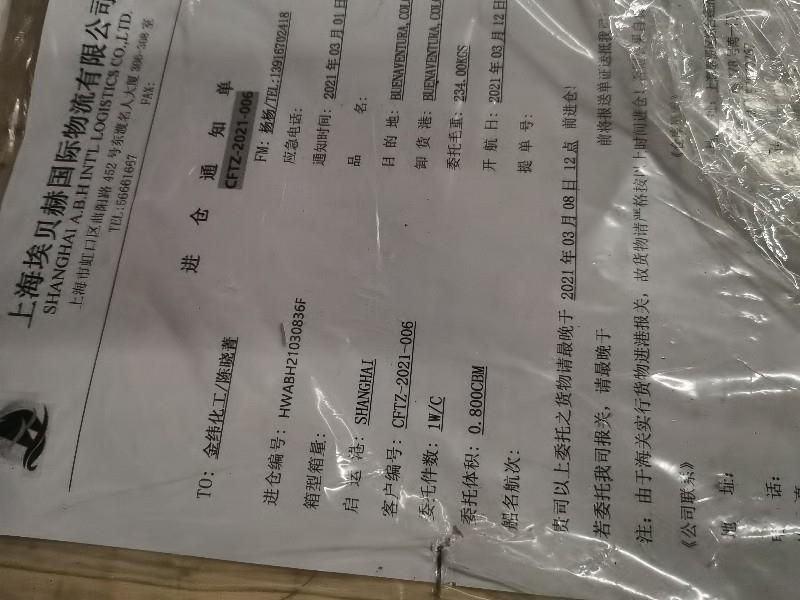 上海埃贝赫国际物流有限公司
SHANGHAI A.B.H INT'L LOGISTICS CO.,LTD.
上海市虹口区曲阳路 452 号东渡名人大厦 306-308 室
TEL:56661657 FAX:
进 仓 通 知 单
CFTZ-2021-006
TO: 金纬化工/陈晓菁 FM: 杨杨/TEL:13916702418
应急电话:
进仓编号: HWABH21030836F 通知时间: 2021 年 03 月 01
箱型箱量: 品 名:
启 运 港: SHANGHAI 目 的 地: BUENAVENTURA,COL
客户编号: CFTZ-2021-006 卸 货 港: BUENAVENTURA,COL
委托件数: 1W/C 委托毛重: 234.00KGS
委托体积: 0.800CBM 开 航 日: 2021 年 03 月 12 日
船名航次: 提 单 号:
贵司以上委托之货物请最晚于 2021 年 03 月 08 日 12 点 前进仓!
若委托我司报关, 请最晚于 前将报送单证送抵我
注: 由于海关实行货物进港报关, 故货物请严格按以上时间进仓!
《公司联系》
地 址:
电 话: